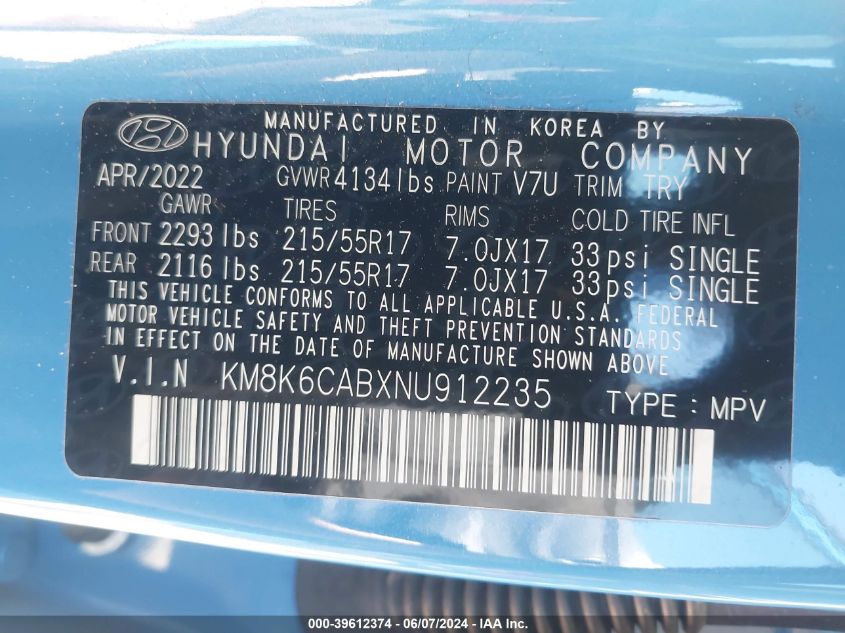 MANUFACTURED IN KOREA BY
HYUNDAI MOTOR COMPANY
APR/2022 GVWR 4134 lbs PAINT V7U TRIM TRY
GAWR TIRES RIMS COLD TIRE INFL
FRONT 2293 lbs 215/55R17 7.0JX17 33psi SINGLE
REAR 2116 lbs 215/55R17 7.0JX17 33psi SINGLE
THIS VEHICLE CONFORMS TO ALL APPLICABLE U.S.A. FEDERAL
MOTOR VEHICLE SAFETY AND THEFT PREVENTION STANDARDS
IN EFFECT ON THE DATE OF MANUFACTURE SHOWN ABOVE
V.I.N KM8K6CABXNU912235 TYPE : MPV
000-39612374 - 06/07/2024 - IAA Inc.